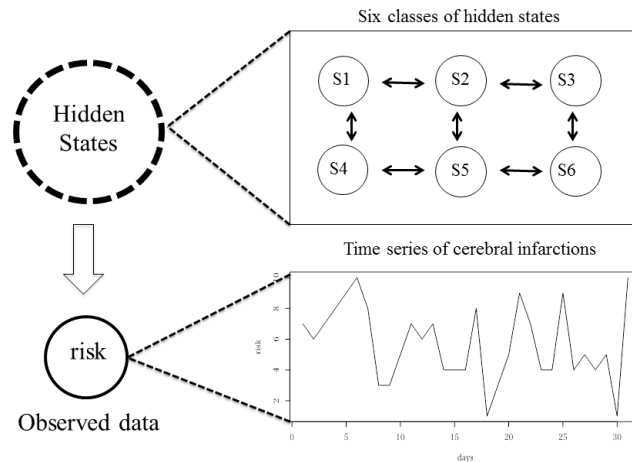 Six classes of hidden states
Hidden
States
S1
S2
S3
S4
S5
S6
Time series of cerebral infarctions
risk
Observed data
risk
10
8
6
4
2
0
5
10
15
20
25
30
days